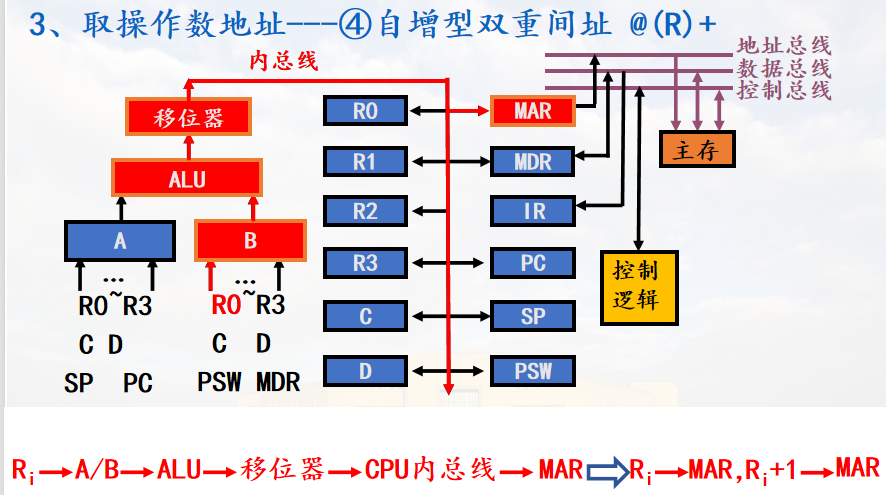 3、取操作数地址---④自增型双重间址 @(R)+
内总线
地址总线
数据总线
控制总线
移位器
R0
MAR
主存
ALU
R1
MDR
A
B
R2
IR
...
...
R0~R3
R0~R3
R3
PC
控制
逻辑
C D
C D
C
SP
SP PC
PSW MDR
D
PSW
Ri→A/B→ALU→移位器→CPU内总线→MAR⇨Ri→MAR,Ri+1→MAR